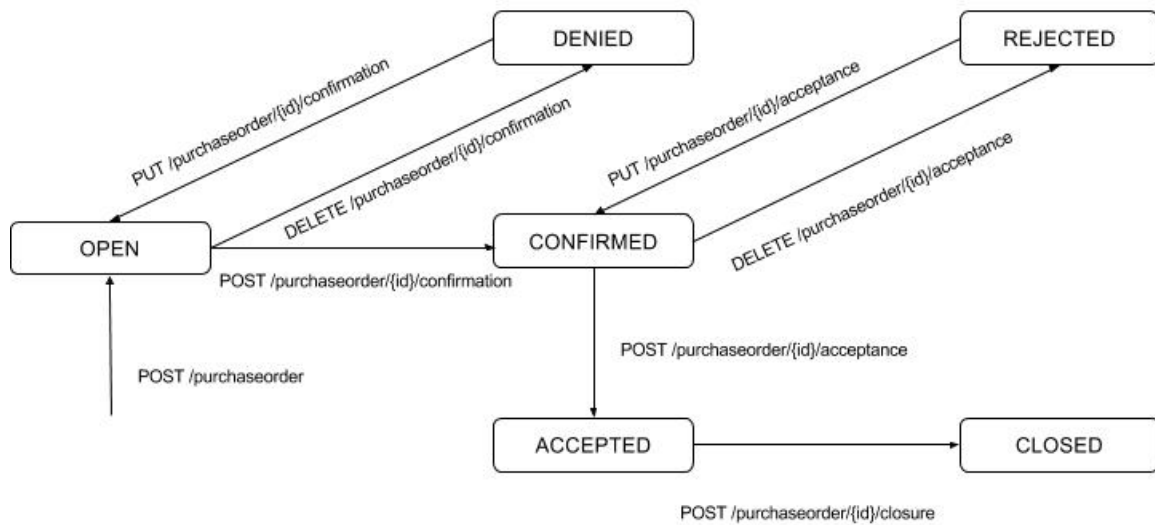 DENIED
REJECTED
PUT /purchaseorder/{id}/confirmation
DELETE /purchaseorder/{id}/confirmation
PUT /purchaseorder/{id}/acceptance
DELETE /purchaseorder/{id}/acceptance
OPEN
CONFIRMED
POST /purchaseorder/{id}/confirmation
POST /purchaseorder/{id}/acceptance
POST /purchaseorder
ACCEPTED
CLOSED
POST /purchaseorder/{id}/closure